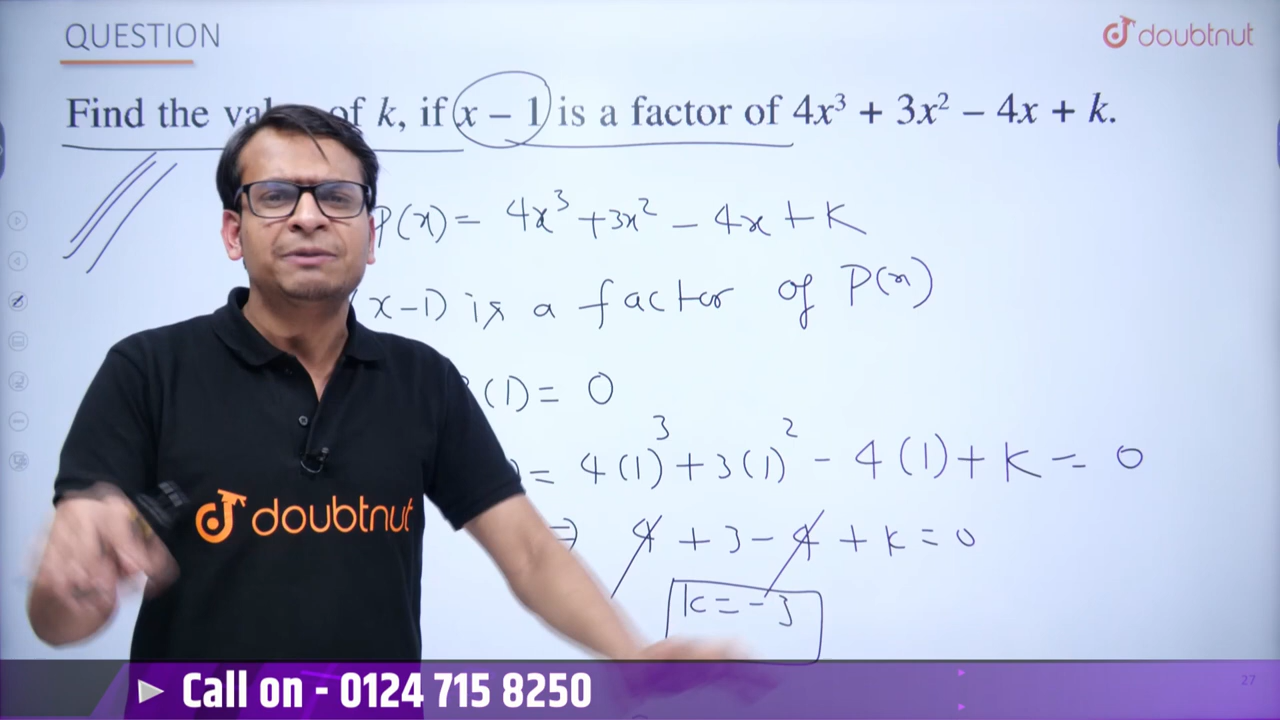 QUESTION
doubtnut
Find the va of k, if x – 1 is a factor of 4x³ + 3x² – 4x + k.
P(x) = 4x³ + 3x² – 4x + k
(x-1) is a factor of P(x)
(1) = 0
= 4(1)³ + 3(1)² - 4(1) + k = 0
⇒ 4 + 3 - 4 + k = 0
k = -3
doubtnut
Call on - 0124 715 8250
27